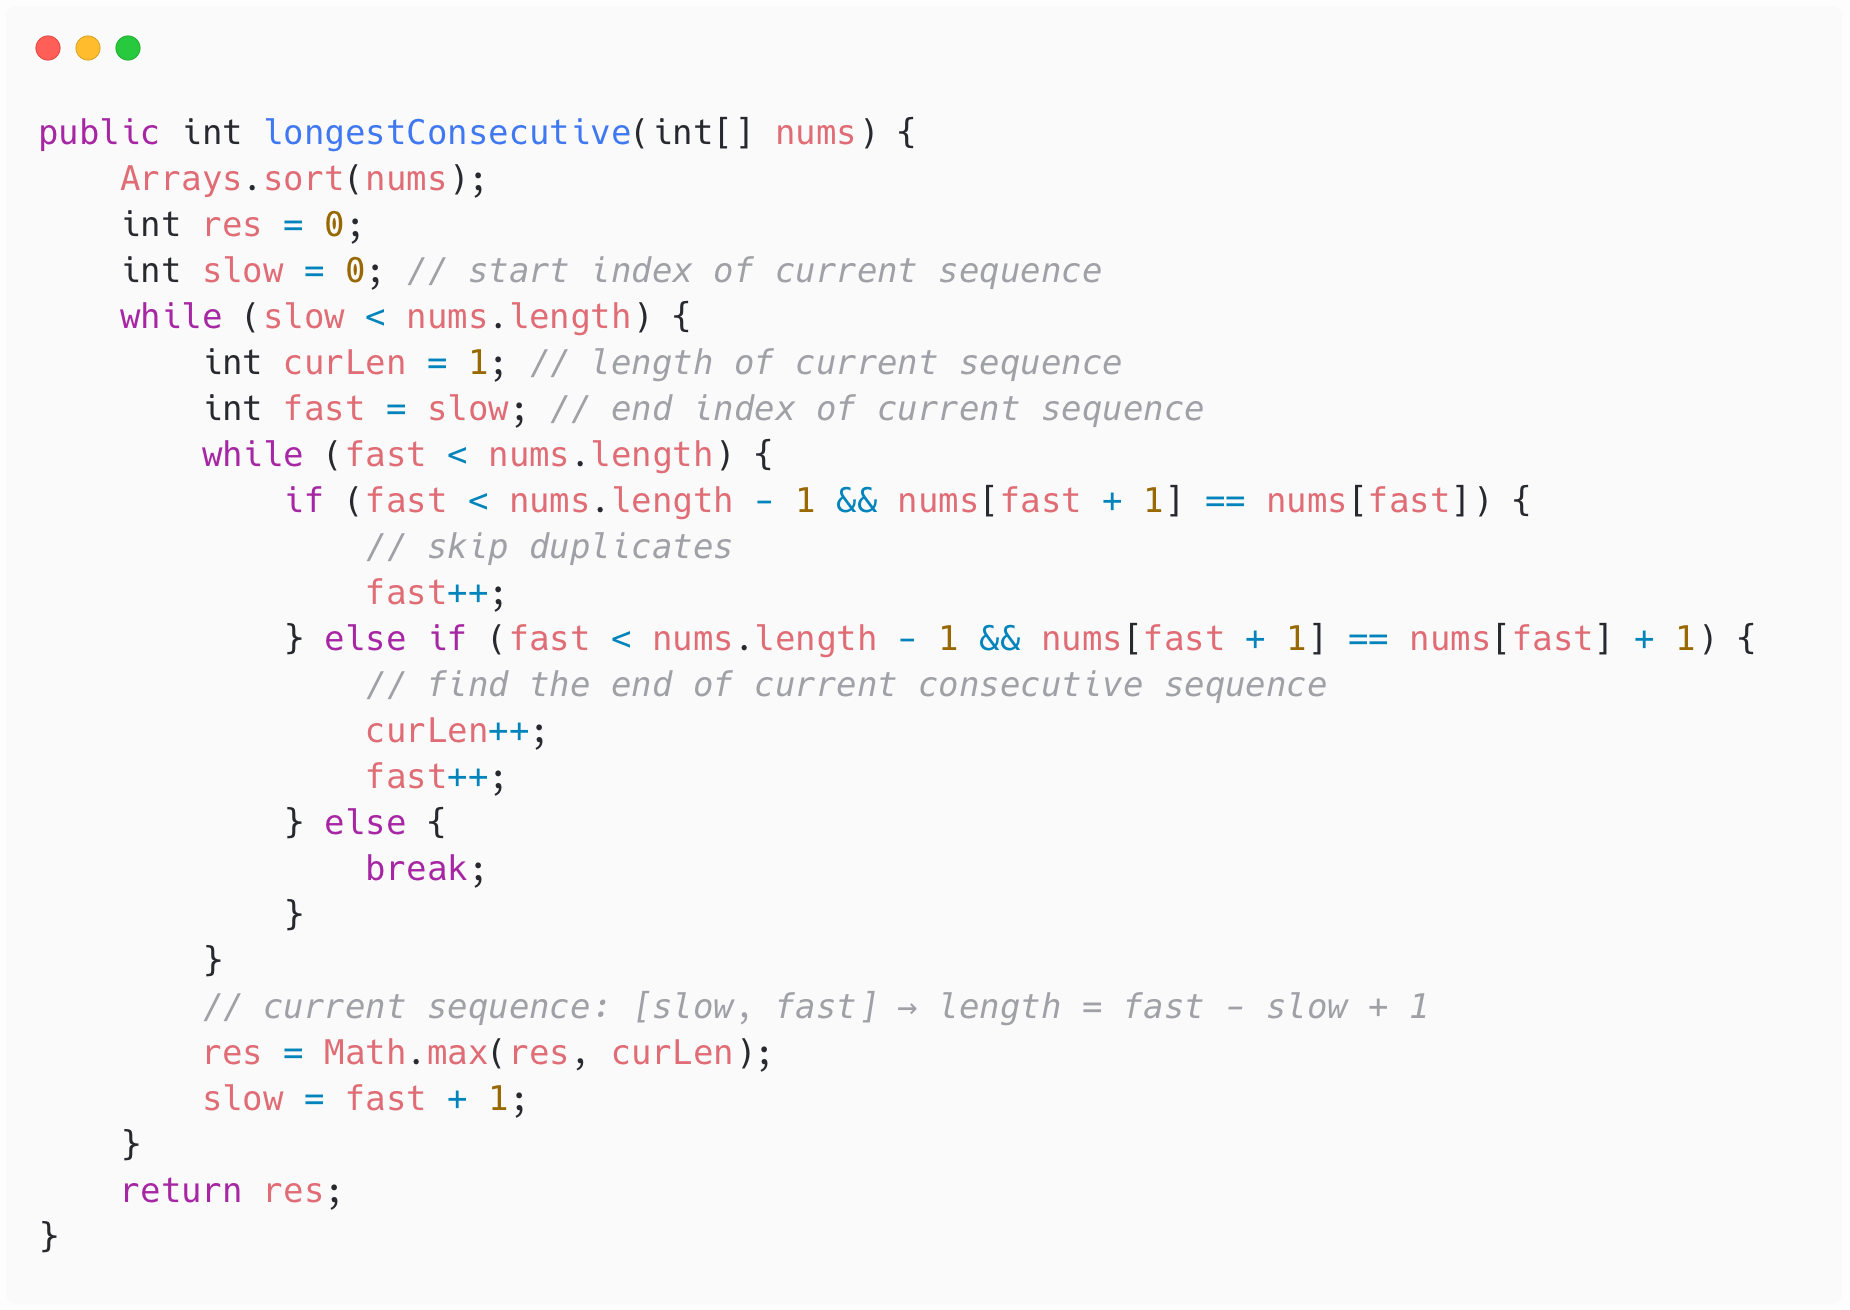 public int longestConsecutive(int[] nums) {
    Arrays.sort(nums);
    int res = 0;
    int slow = 0; // start index of current sequence
    while (slow < nums.length) {
        int curLen = 1; // length of current sequence
        int fast = slow; // end index of current sequence
        while (fast < nums.length) {
            if (fast < nums.length - 1 && nums[fast + 1] == nums[fast]) {
                // skip duplicates
                fast++;
            } else if (fast < nums.length - 1 && nums[fast + 1] == nums[fast] + 1) {
                // find the end of current consecutive sequence
                curLen++;
                fast++;
            } else {
                break;
            }
        }
        // current sequence: [slow, fast] → length = fast - slow + 1
        res = Math.max(res, curLen);
        slow = fast + 1;
    }
    return res;
}